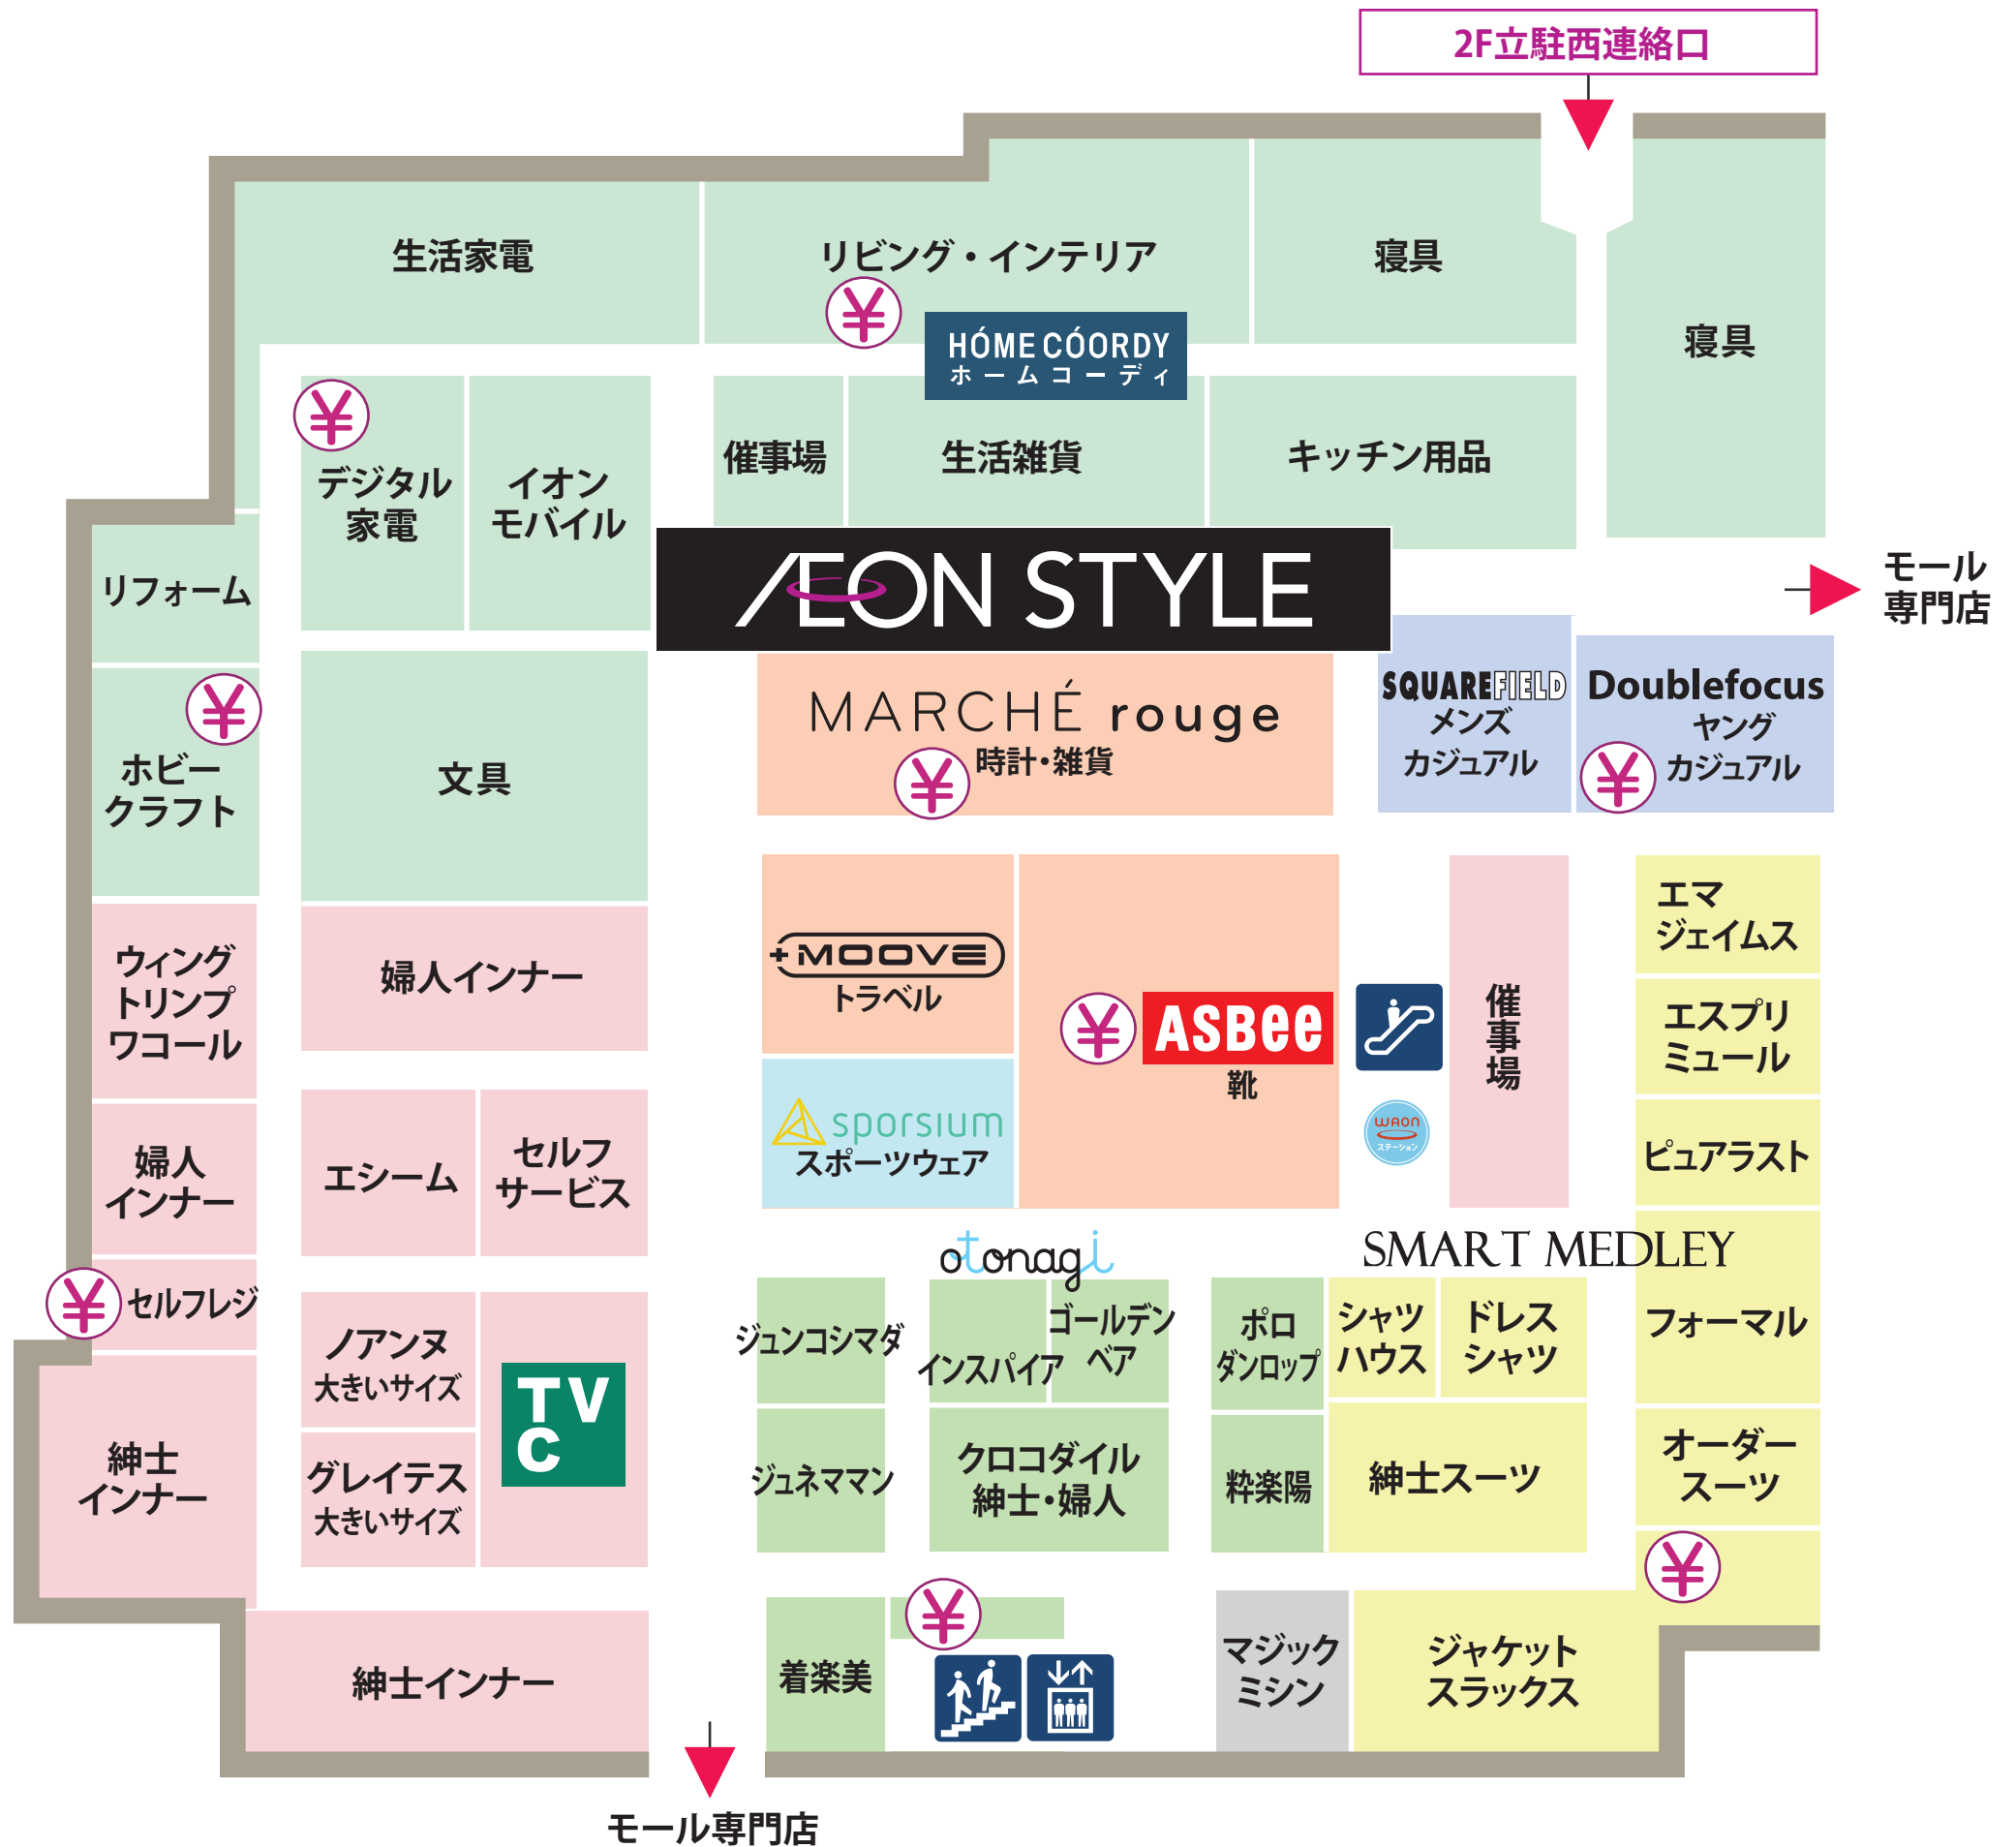 2F立駐西連絡口
生活家電
リビング・インテリア
寝具
寝具
¥
HÓME CÓORDY
ホームコーディ
¥
デジタル
家電
イオン
モバイル
催事場
生活雑貨
キッチン用品
リフォーム
ÆON STYLE
モール
専門店
¥
ホビー
クラフト
文具
MARCHÉ rouge
¥
時計・雑貨
SQUAREFIELD
メンズ
カジュアル
Doublefocus
ヤング
カジュアル
¥
ウィング
トリンプ
ワコール
婦人インナー
+MOOVE
トラベル
¥
ASBee
靴
催事場
エマ
ジェイムス
エスプリ
ミュール
婦人
インナー
エシーム
セルフ
サービス
sporsium
スポーツウェア
WAON
ステーション
ピュアラスト
¥
セルフレジ
otonagi
SMART MEDLEY
ノアンヌ
大きいサイズ
TVC
ジュンコシマダ
インスパイア
ゴールデン
ベア
ポロ
ダンロップ
シャツ
ハウス
ドレス
シャツ
フォーマル
紳士
インナー
グレイテス
大きいサイズ
ジュネママン
クロコダイル
紳士・婦人
粋楽陽
紳士スーツ
オーダー
スーツ
¥
紳士インナー
着楽美
¥
マジック
ミシン
ジャケット
スラックス
モール専門店